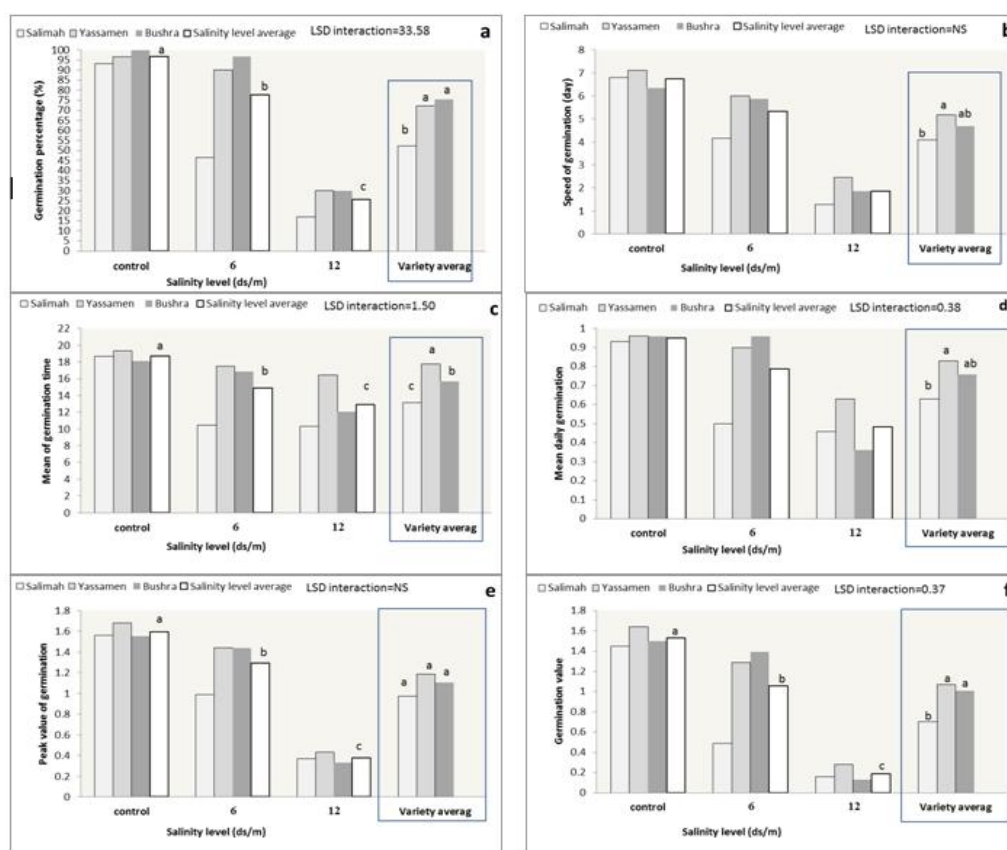 Salimah Yassamen Bushra Salinity level average LSD interaction=33.58 a
Germination percentage (%)
100
95
90
85
80
75
70
65
60
55
50
45
40
35
30
25
20
15
10
5
0
a
b
c
b a a
control 6 12 Variety averag
Salinity level (ds/m)
Salimah Yassamen Bushra Salinity level average LSD interaction=NS b
Speed of germination (day)
8
7
6
5
4
3
2
1
0
b a ab
control 6 12 Variety averag
Salinity level (ds/m)
Salimah Yassamen Bushra Salinity level average LSD interaction=1.50
c
Mean of germination time
22
20
18
16
14
12
10
8
6
4
2
0
a
b
c
c a b
control 6 12 Variety averag
Salinity level (ds/m)
Salimah Yassamen Bushra Salinity level average LSD interaction=0.38
d
Mean daily germination
1
0.9
0.8
0.7
0.6
0.5
0.4
0.3
0.2
0.1
0
b a ab
control 6 12 Variety averag
Salinity level (ds/m)
Salimah Yassamen Bushra Salinity level average LSD interaction=NS e
Peak value of germination
1.8
1.6
1.4
1.2
1
0.8
0.6
0.4
0.2
0
a
b
c
a a a
control 6 12 Variety averag
Salinity level (ds/m)
Salimah Yassamen Bushra Salinity level average LSD interaction=0.37 f
Germination value
1.8
1.6
1.4
1.2
1
0.8
0.6
0.4
0.2
0
a
b
c
b a a
control 6 12 Variety averag
Salinity level (ds/m)